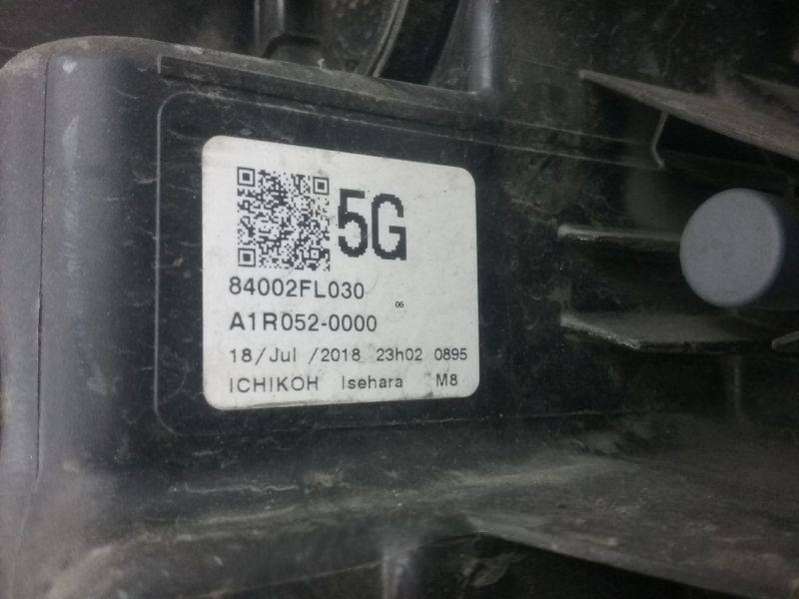 5G
84002FL030
06
A1R052-0000
18/Jul /2018 23h02 0895
ICHIKOH Isehara M8